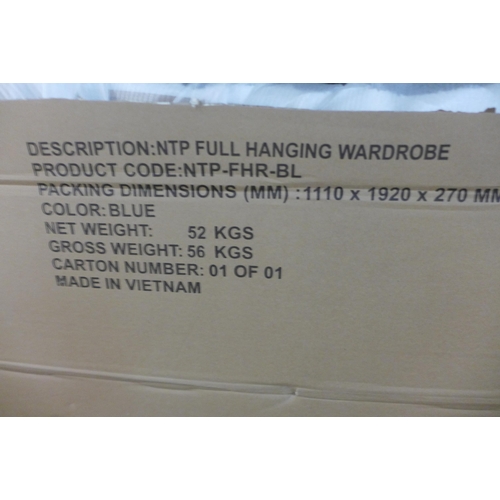 DESCRIPTION:NTP FULL HANGING WARDROBE
PRODUCT CODE:NTP-FHR-BL
PACKING DIMENSIONS (MM) :1110 x 1920 x 270 MM
COLOR: BLUE
NET WEIGHT: 52 KGS
GROSS WEIGHT: 56 KGS
CARTON NUMBER: 01 OF 01
MADE IN VIETNAM